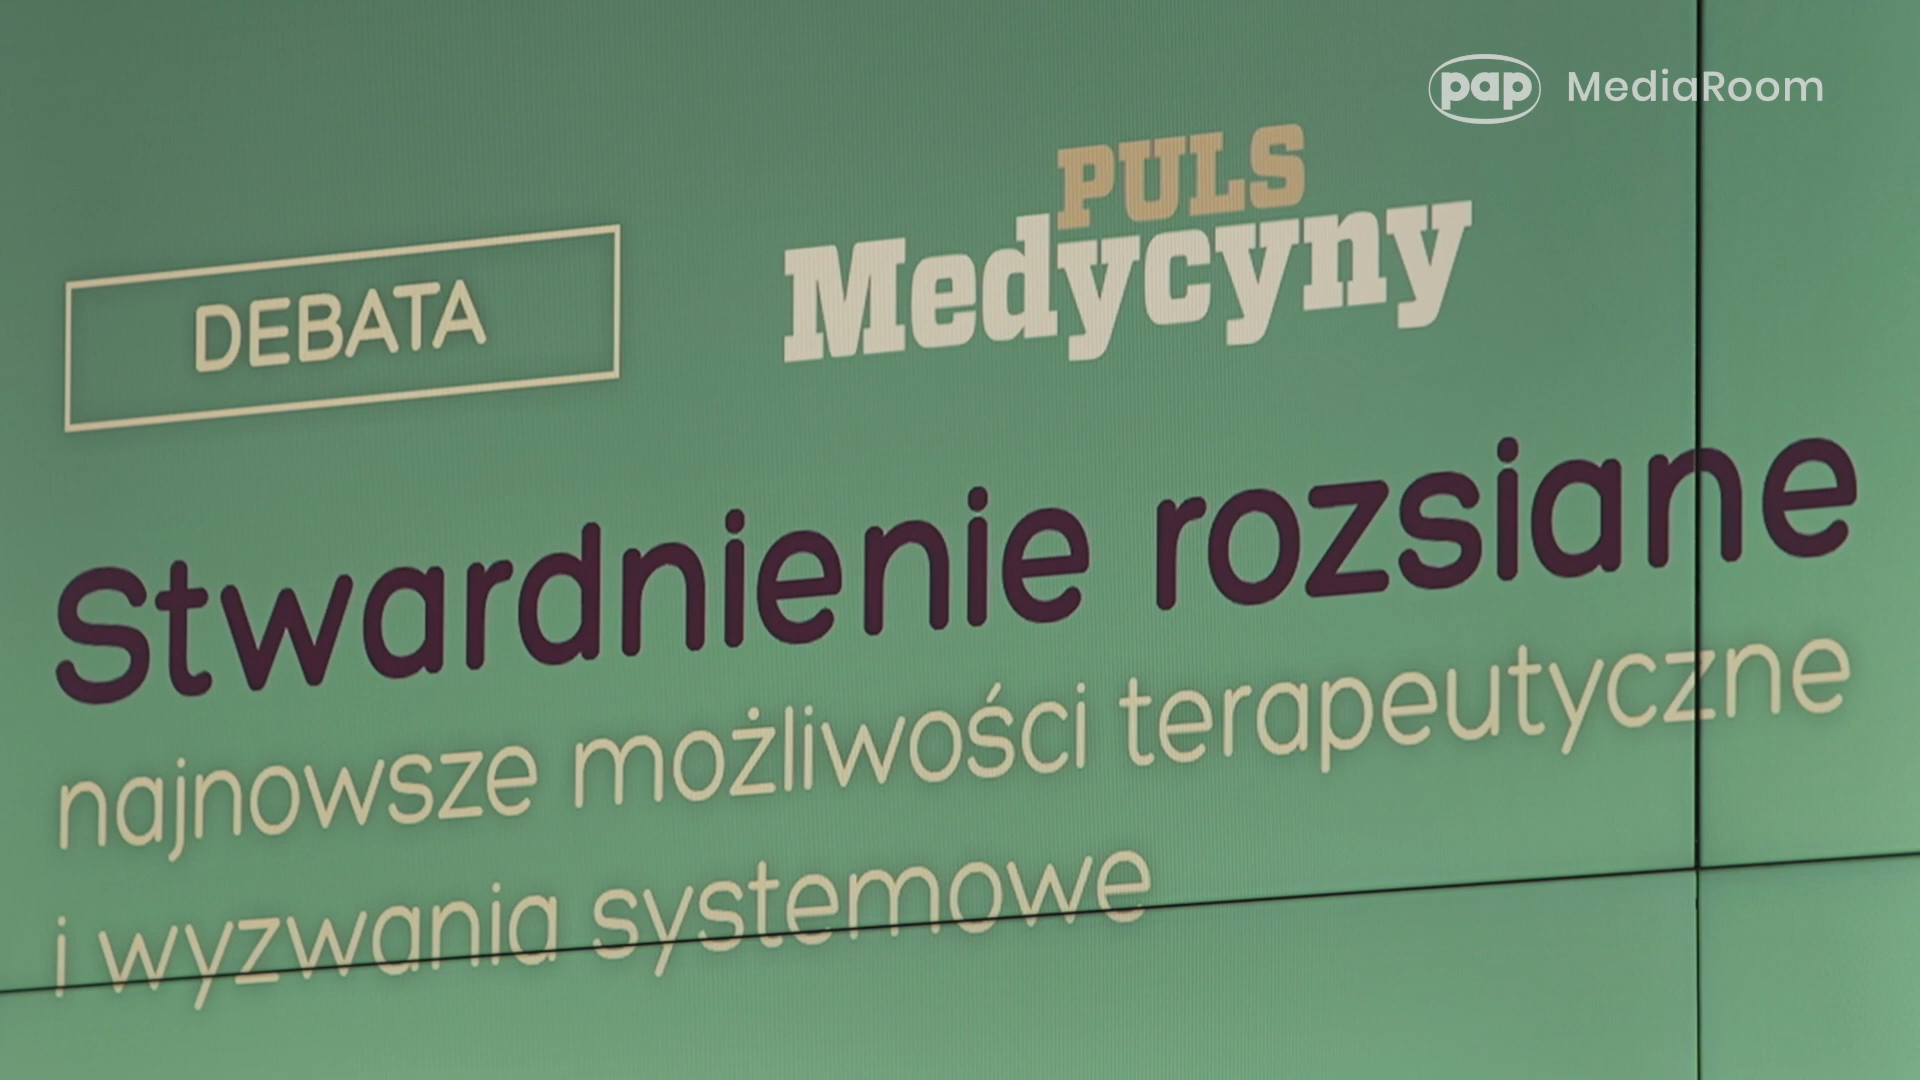 pap MediaRoom
PULS
Medycyny
DEBATA
Stwardnienie rozsiane
najnowsze możliwości terapeutyczne
i wyzwania systemowe